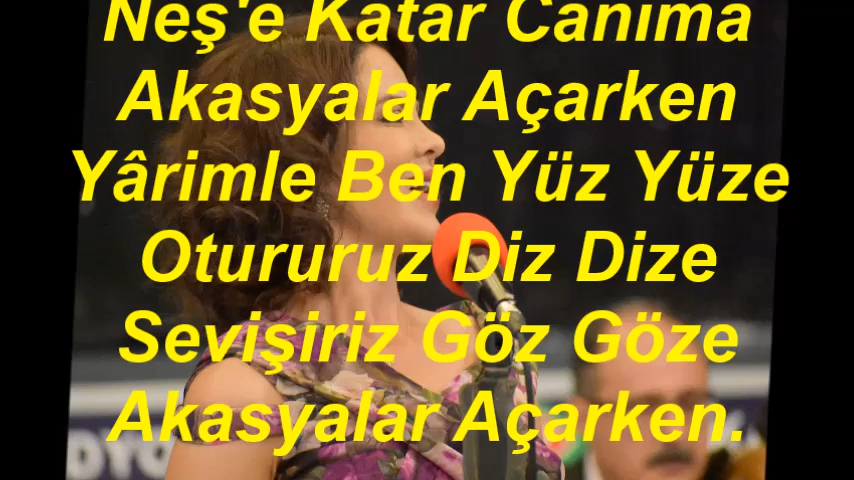 Neş'e Katar Canıma
Akasyalar Açarken
Yârimle Ben Yüz Yüze
Otururuz Diz Dize
Sevişiriz Göz Göze
Akasyalar Açarken.